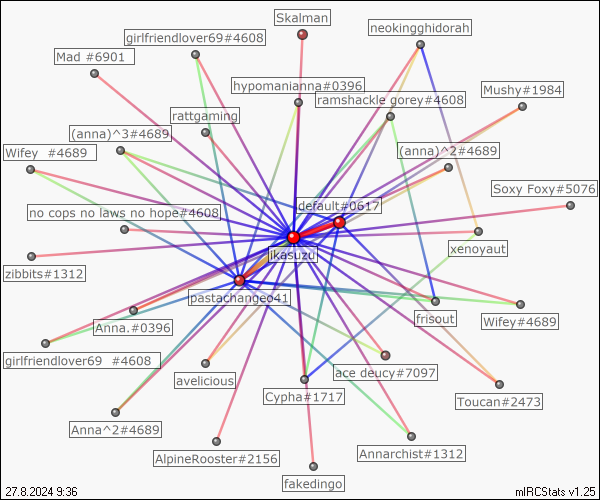 Skalman
girlfriendlover69#4608
neokingghidorah
Mad #6901
hypomanianna#0396
ramshackle gorey#4608
Mushy#1984
rattgaming
(anna)^3#4689
(anna)^2#4689
Wifey  #4689
Soxy Foxy#5076
no cops no laws no hope#4608
default#0617
xenoyaut
ikasuzu
zibbits#1312
pastachangeo41
frisout
Wifey#4689
Anna.#0396
girlfriendlover69  #4608
avelicious
ace deucy#7097
Cypha#1717
Toucan#2473
Anna^2#4689
AlpineRooster#2156
Annarchist#1312
fakedingo
27.8.2024 9:36
mIRCStats v1.25